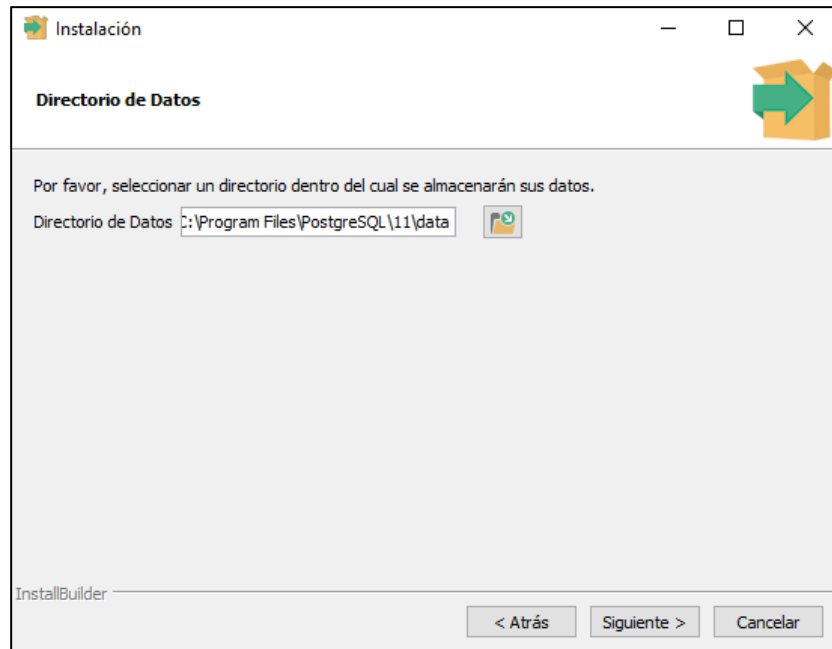 Instalación
Directorio de Datos
Por favor, seleccionar un directorio dentro del cual se almacenarán sus datos.
Directorio de Datos C:\Program Files\PostgreSQL\11\data
InstallBuilder
< Atrás Siguiente > Cancelar